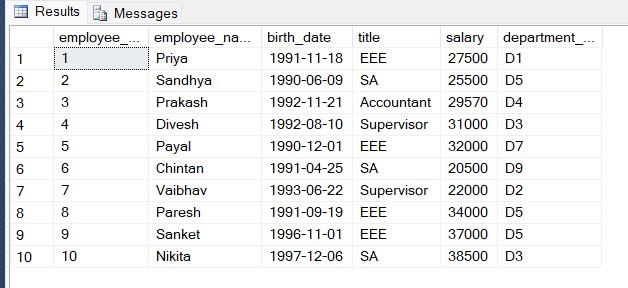 Results Messages
employee_... employee_na... birth_date title salary department_...
1 1 Priya 1991-11-18 EEE 27500 D1
2 2 Sandhya 1990-06-09 SA 25500 D5
3 3 Prakash 1992-11-21 Accountant 29570 D4
4 4 Divesh 1992-08-10 Supervisor 31000 D3
5 5 Payal 1990-12-01 EEE 32000 D7
6 6 Chintan 1991-04-25 SA 20500 D9
7 7 Vaibhav 1993-06-22 Supervisor 22000 D2
8 8 Paresh 1991-09-19 EEE 34000 D5
9 9 Sanket 1996-11-01 EEE 37000 D5
10 10 Nikita 1997-12-06 SA 38500 D3